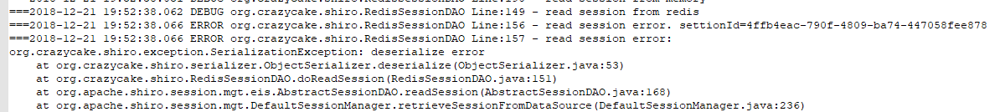 ===2018-12-21 19:52:38.062 DEBUG org.crazycake.shiro.RedisSessionDAO Line:149 - read session from redis
===2018-12-21 19:52:38.066 ERROR org.crazycake.shiro.RedisSessionDAO Line:156 - read session error. settionId=4ffb4eac-790f-4809-ba74-447058fee878
===2018-12-21 19:52:38.066 ERROR org.crazycake.shiro.RedisSessionDAO Line:157 - read session error:
org.crazycake.shiro.exception.SerializationException: deserialize error
at org.crazycake.shiro.serializer.ObjectSerializer.deserialize(ObjectSerializer.java:53)
at org.crazycake.shiro.RedisSessionDAO.doReadSession(RedisSessionDAO.java:151)
at org.apache.shiro.session.mgt.eis.AbstractSessionDAO.readSession(AbstractSessionDAO.java:168)
at org.apache.shiro.session.mgt.DefaultSessionManager.retrieveSessionFromDataSource(DefaultSessionManager.java:236)